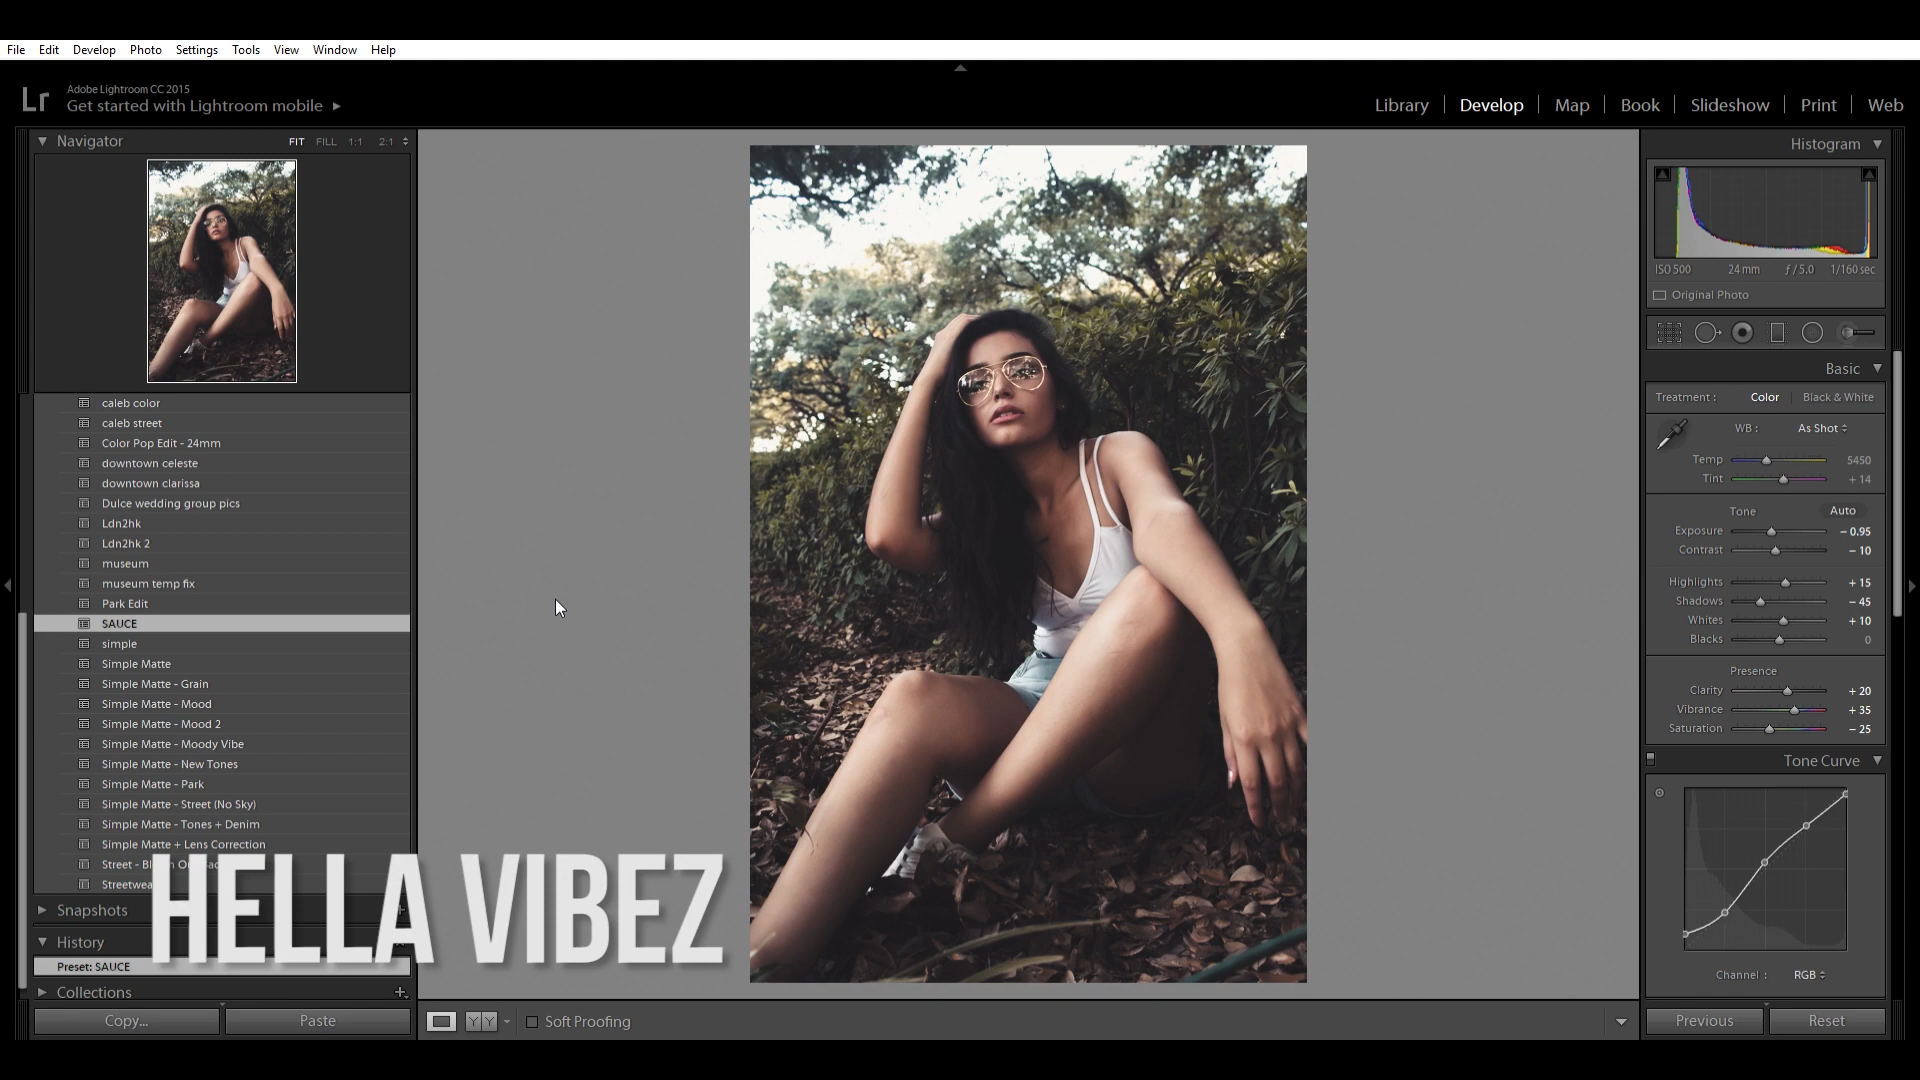 File Edit Develop Photo Settings Tools View Window Help
Lr
Adobe Lightroom CC 2015
Get started with Lightroom mobile
Library Develop Map Book Slideshow Print Web
Navigator FIT FILL 1:1 2:1
caleb color
caleb street
Color Pop Edit - 24mm
downtown celeste
downtown clarissa
Dulce wedding group pics
Ldn2hk
Ldn2hk 2
museum
museum temp fix
Park Edit
SAUCE
simple
Simple Matte
Simple Matte - Grain
Simple Matte - Mood
Simple Matte - Mood 2
Simple Matte - Moody Vibe
Simple Matte - New Tones
Simple Matte - Park
Simple Matte - Street (No Sky)
Simple Matte - Tones + Denim
Simple Matte + Lens Correction
Street -
HELLA VIBEZ
Snapshots
History
Preset: SAUCE
Collections
Copy... Paste
YY Soft Proofing
Histogram
ISO 500 24 mm ƒ / 5.0 1/160 sec
Original Photo
Basic
Treatment : Color Black & White
WB : As Shot
Temp 5450
Tint + 14
Tone Auto
Exposure – 0.95
Contrast – 10
Highlights + 15
Shadows – 45
Whites + 10
Blacks 0
Presence
Clarity + 20
Vibrance + 35
Saturation – 25
Tone Curve
Channel : RGB
Previous Reset